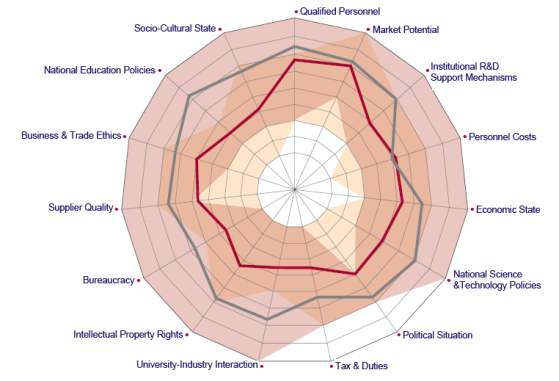 Qualified Personnel
Socio-Cultural State
Market Potential
National Education Policies
Institutional R&D
Support Mechanisms
Business & Trade Ethics
Personnel Costs
Supplier Quality
Economic State
Bureaucracy
National Science
&Technology Policies
Intellectual Property Rights
Political Situation
University-Industry Interaction
Tax & Duties